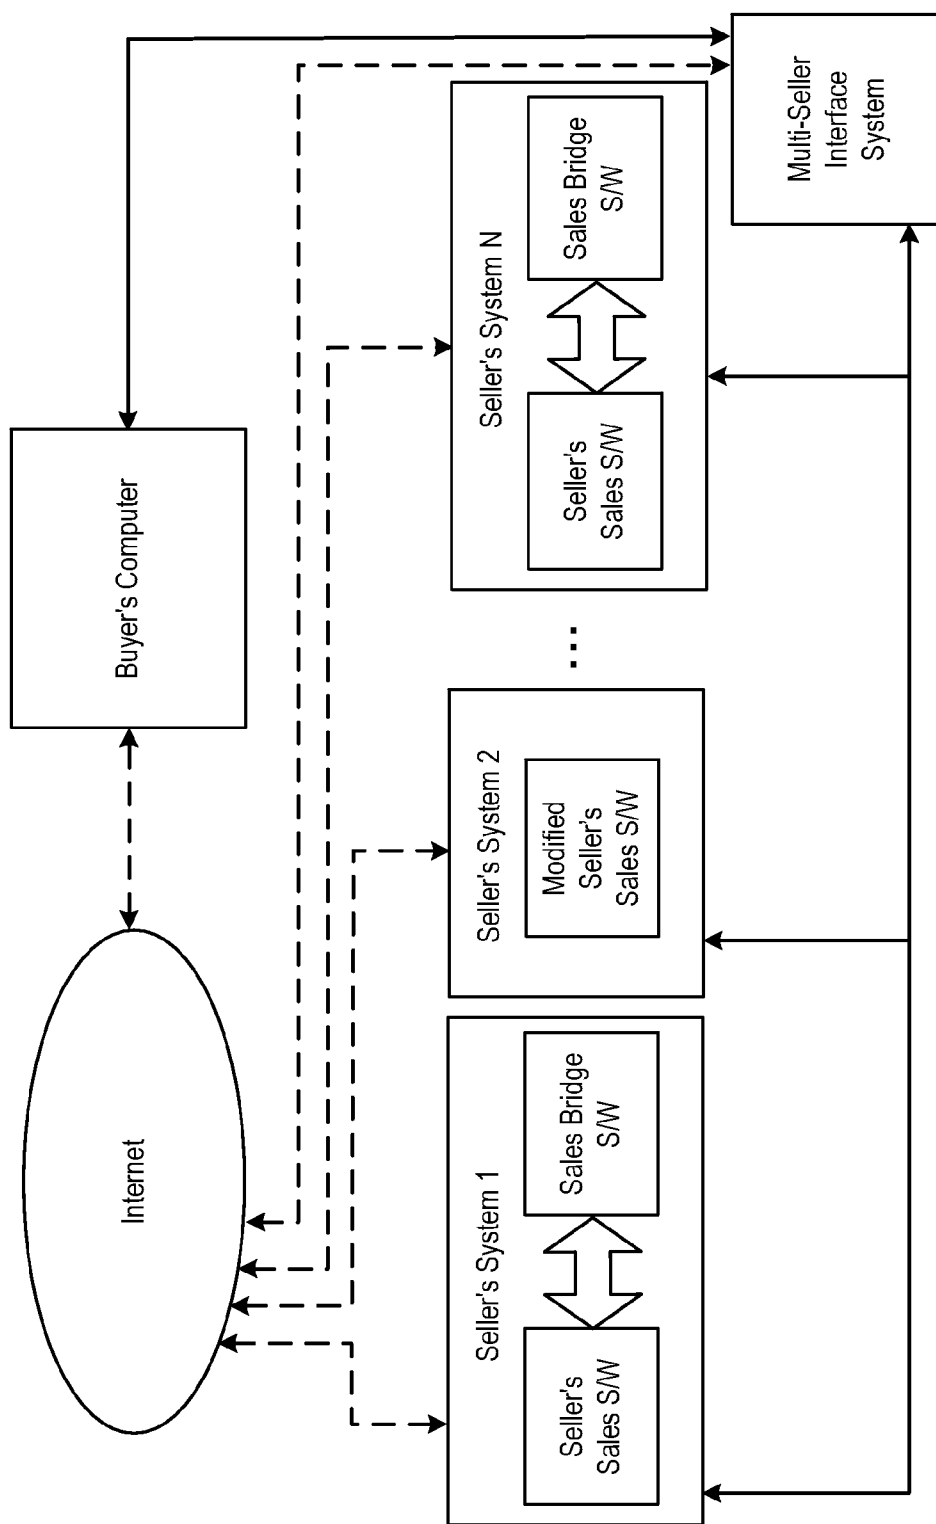 Internet
Buyer's Computer
Seller's System 1
Seller's
Sales S/W
Sales Bridge
S/W
Seller's System 2
Modified
Seller's
Sales S/W
...
Seller's System N
Seller's
Sales S/W
Sales Bridge
S/W
Multi-Seller
Interface
System